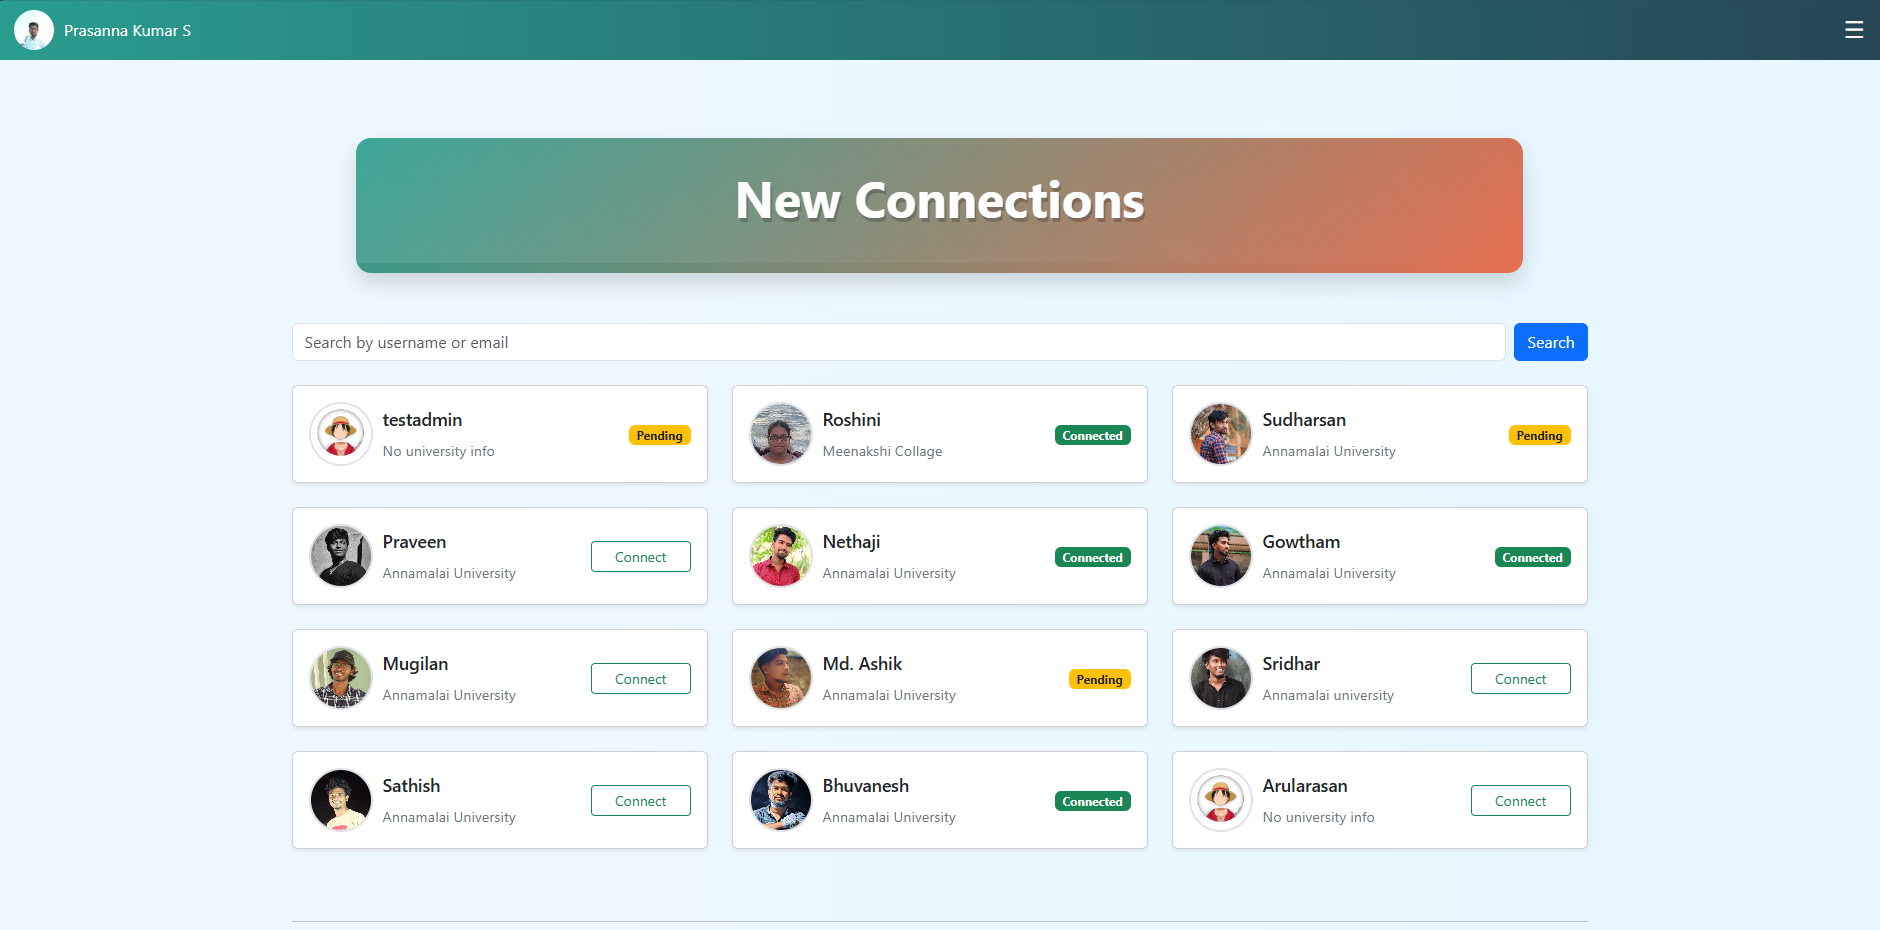 Prasanna Kumar S
New Connections
Search by username or email
Search
testadmin
No university info
Pending
Roshini
Meenakshi Collage
Connected
Sudharsan
Annamalai University
Pending
Praveen
Annamalai University
Connect
Nethaji
Annamalai University
Connected
Gowtham
Annamalai University
Connected
Mugilan
Annamalai University
Connect
Md. Ashik
Annamalai University
Pending
Sridhar
Annamalai university
Connect
Sathish
Annamalai University
Connect
Bhuvanesh
Annamalai University
Connected
Arularasan
No university info
Connect